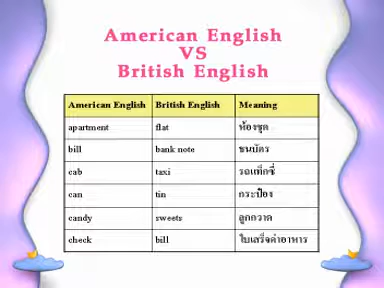 American English
VS
British English
American English British English Meaning
apartment flat ห้องชุด
bill bank note ธนบัตร
cab taxi รถแท็กซี่
can tin กระป๋อง
candy sweets ลูกกวาด
check bill ใบเสร็จค่าอาหาร